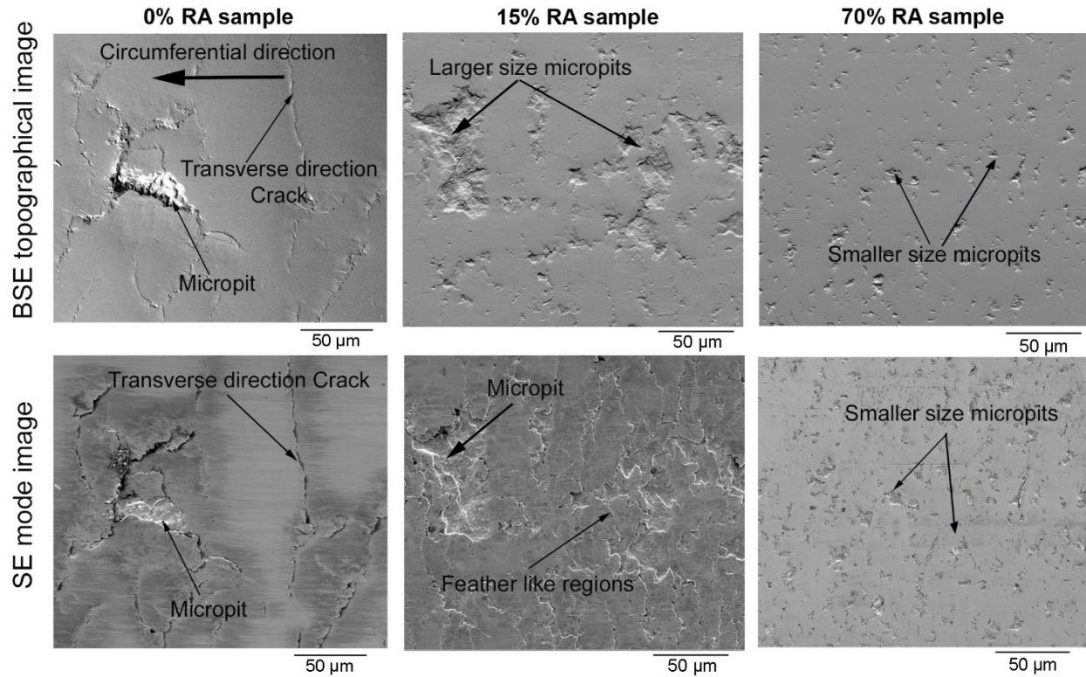 0% RA sample
15% RA sample
70% RA sample
BSE topographical image
Circumferential direction
Transverse direction
Crack
Micropit
50 µm
Larger size micropits
50 µm
Smaller size micropits
50 µm
SE mode image
Transverse direction Crack
Micropit
50 µm
Micropit
Feather like regions
50 µm
Smaller size micropits
50 µm